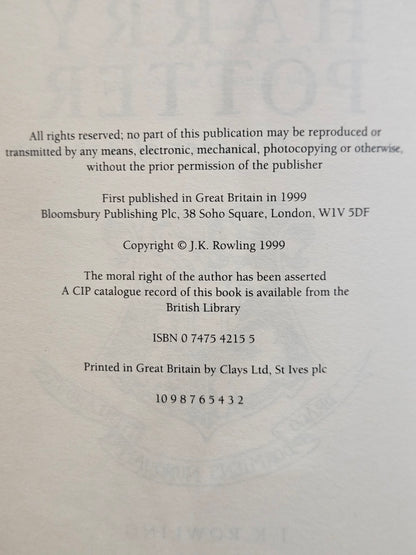 HARRY
POTTER
All rights reserved; no part of this publication may be reproduced or
transmitted by any means, electronic, mechanical, photocopying or otherwise,
without the prior permission of the publisher
First published in Great Britain in 1999
Bloomsbury Publishing Plc, 38 Soho Square, London, W1V 5DF
Copyright © J.K. Rowling 1999
The moral right of the author has been asserted
A CIP catalogue record of this book is available from the
British Library
ISBN 0 7475 4215 5
Printed in Great Britain by Clays Ltd, St Ives plc
10 9 8 7 6 5 4 3 2
J.K. ROWLING